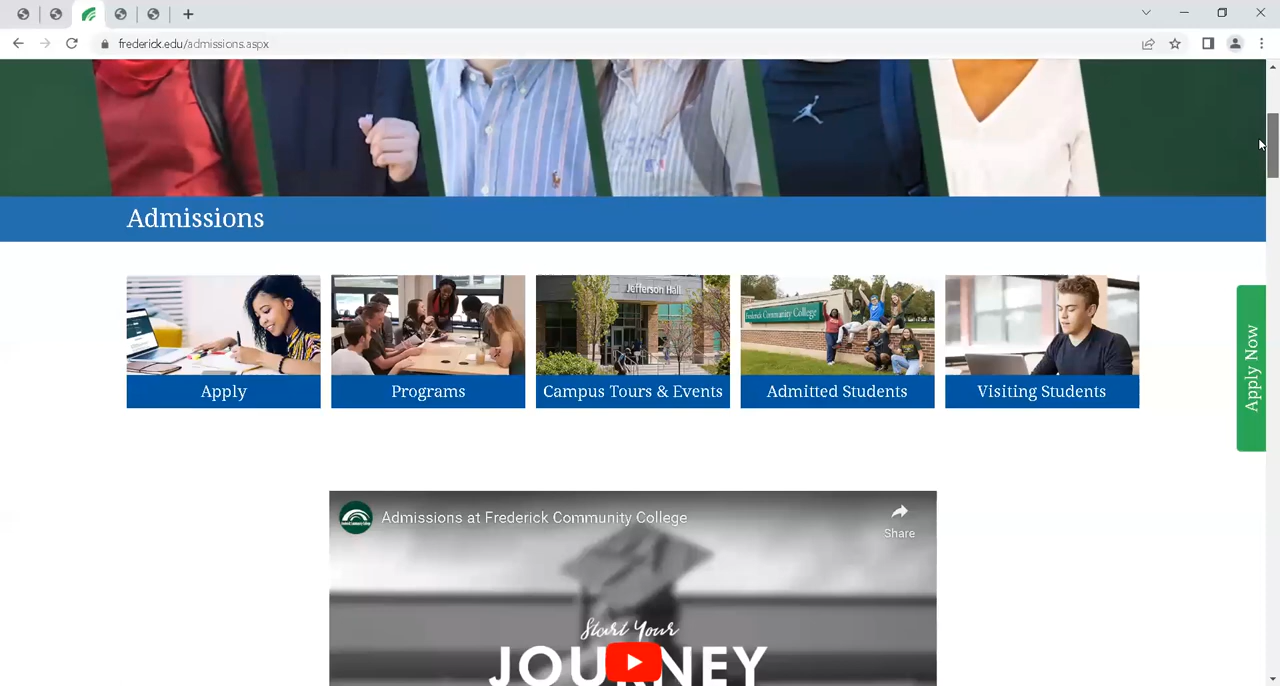 frederick.edu/admissions.aspx
Admissions
Jefferson Hall
Frederick Community College
Apply
Programs
Campus Tours & Events
Admitted Students
Visiting Students
Apply Now
Admissions at Frederick Community College
Share
Start Your
JOURNEY